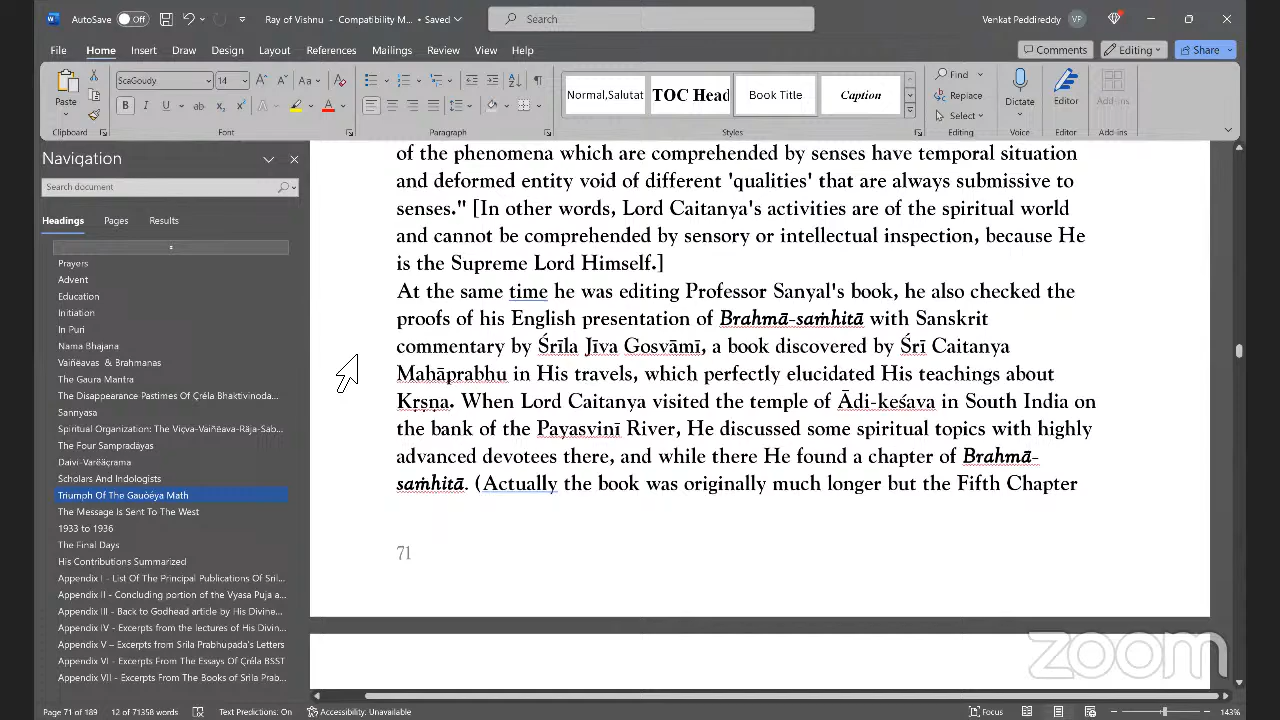 AutoSave Off Ray of Vishnu - Compatibility M... • Saved Search Venkat Peddireddy VP
File Home Insert Draw Design Layout References Mailings Review View Help Comments Editing Share
Paste ScaGoudy 14 Normal,Salutat TOC Head Book Title Caption Find Replace Select Dictate Editor Add-ins
Clipboard Font Paragraph Styles Editing Voice Editor Add-ins
Navigation
Search document
Headings Pages Results
Prayers
Advent
Education
Initiation
In Puri
Nama Bhajana
Vaiñëavas & Brahmanas
The Gaura Mantra
The Disappearance Pastimes Of Çréla Bhaktivinoda...
Sannyasa
Spiritual Organization: The Viçva-Vaiñëava-Räja-Sab...
The Four Sampradäyas
Daivi-Varëäçrama
Scholars And Indologists
Triumph Of The Gauòéya Math
The Message Is Sent To The West
1933 to 1936
The Final Days
His Contributions Summarized
Appendix I - List Of The Principal Publications Of Sril...
Appendix II - Concluding portion of the Vyasa Puja a...
Appendix III - Back to Godhead article by His Divine...
Appendix IV - Excerpts from the lectures of His Divin...
Appendix V – Excerpts from Srila Prabhupada's Letters
Appendix VI - Excerpts From The Essays Of Çréla BSST
Appendix VII - Excerpts From The Books of Srila Prab...
of the phenomena which are comprehended by senses have temporal situation
and deformed entity void of different 'qualities' that are always submissive to
senses." [In other words, Lord Caitanya's activities are of the spiritual world
and cannot be comprehended by sensory or intellectual inspection, because He
is the Supreme Lord Himself.]
At the same time he was editing Professor Sanyal's book, he also checked the
proofs of his English presentation of Brahmā-saṁhitā with Sanskrit
commentary by Śrīla Jīva Gosvāmī, a book discovered by Śrī Caitanya
Mahāprabhu in His travels, which perfectly elucidated His teachings about
Kṛṣṇa. When Lord Caitanya visited the temple of Ādi-keśava in South India on
the bank of the Payasvinī River, He discussed some spiritual topics with highly
advanced devotees there, and while there He found a chapter of Brahmā-
saṁhitā. (Actually the book was originally much longer but the Fifth Chapter
71
zoom
Page 71 of 189 12 of 71358 words Text Predictions: On Accessibility: Unavailable Focus 143%